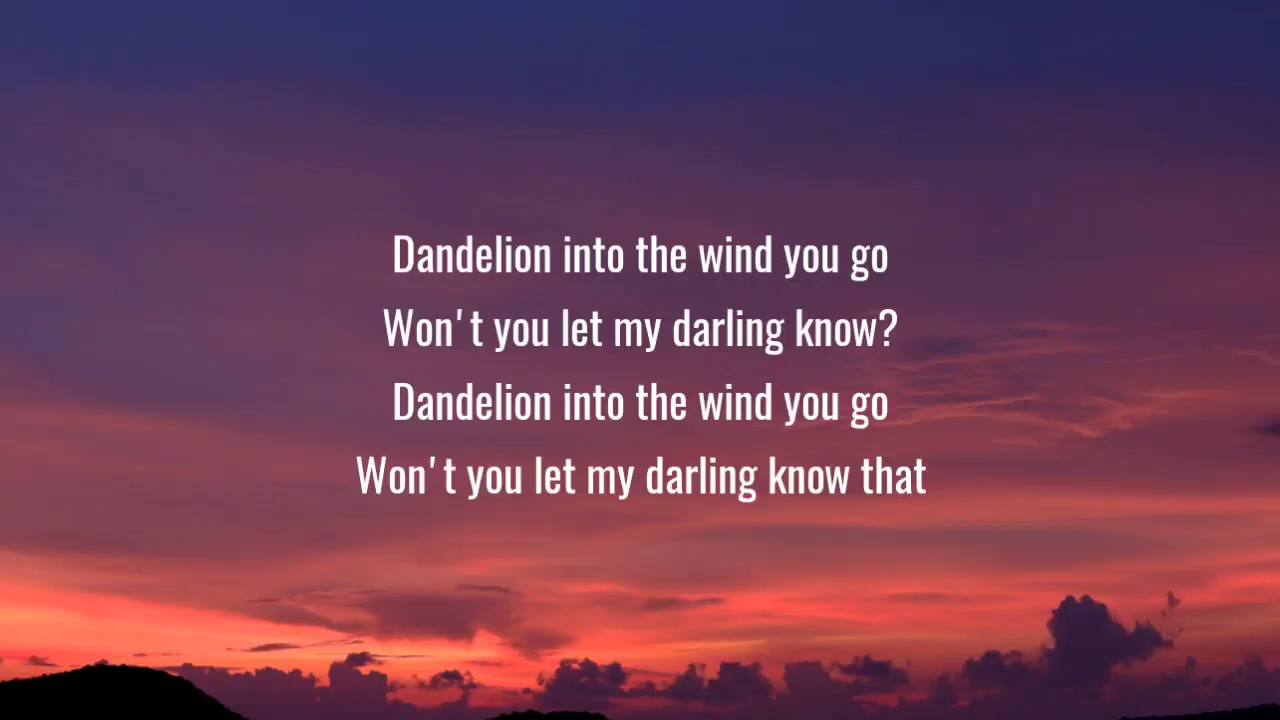 Dandelion into the wind you go
Won't you let my darling know?
Dandelion into the wind you go
Won't you let my darling know that